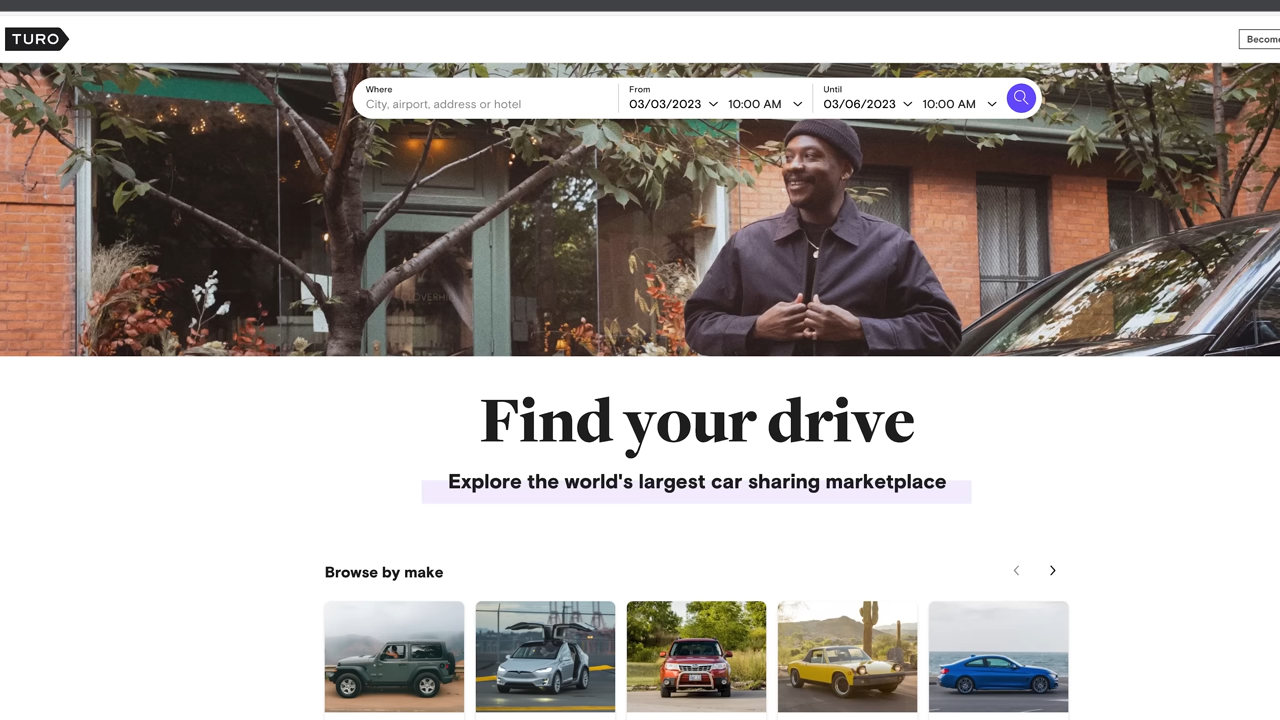 TURO
Become
Where
City, airport, address or hotel
From
03/03/2023 10:00 AM
Until
03/06/2023 10:00 AM
Find your drive
Explore the world's largest car sharing marketplace
Browse by make